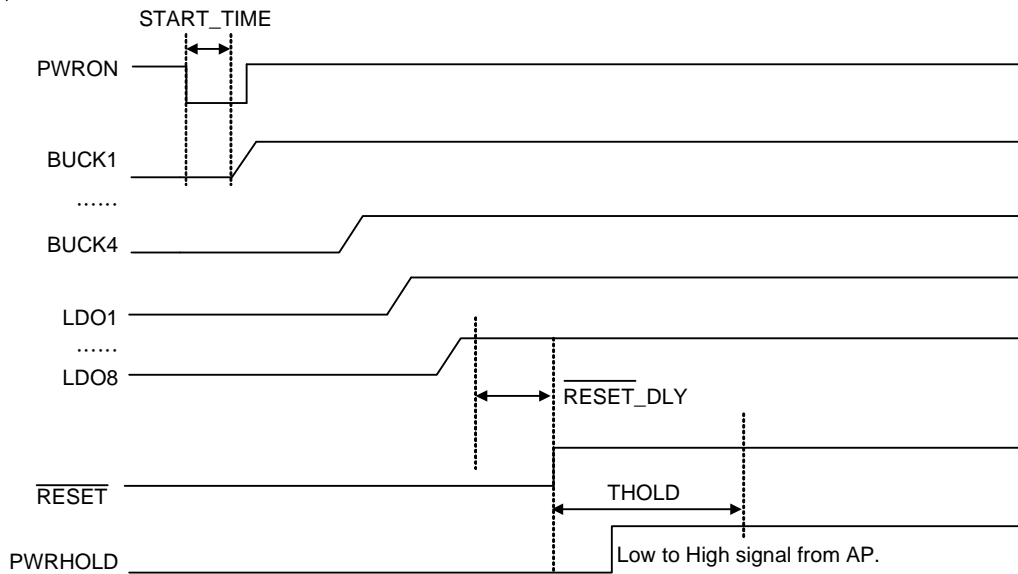 START_TIME
PWRON
BUCK1
......
BUCK4
LDO1
......
LDO8
RESET_DLY
RESET
THOLD
PWRHOLD
Low to High signal from AP.